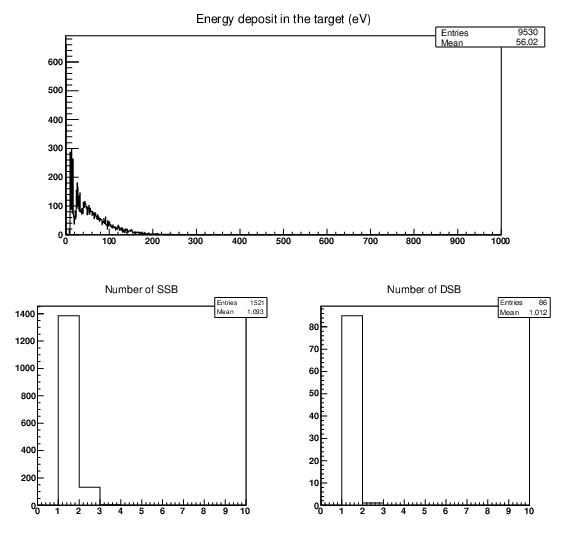 Energy deposit in the target (eV)
Entries 9530
Mean 56.02
600
500
400
300
200
100
0
0 100 200 300 400 500 600 700 800 900 1000
Number of SSB
Entries 1521
Mean 1.093
1400
1200
1000
800
600
400
200
0
0 1 2 3 4 5 6 7 8 9 10
Number of DSB
Entries 86
Mean 1.012
80
70
60
50
40
30
20
10
0
0 1 2 3 4 5 6 7 8 9 10